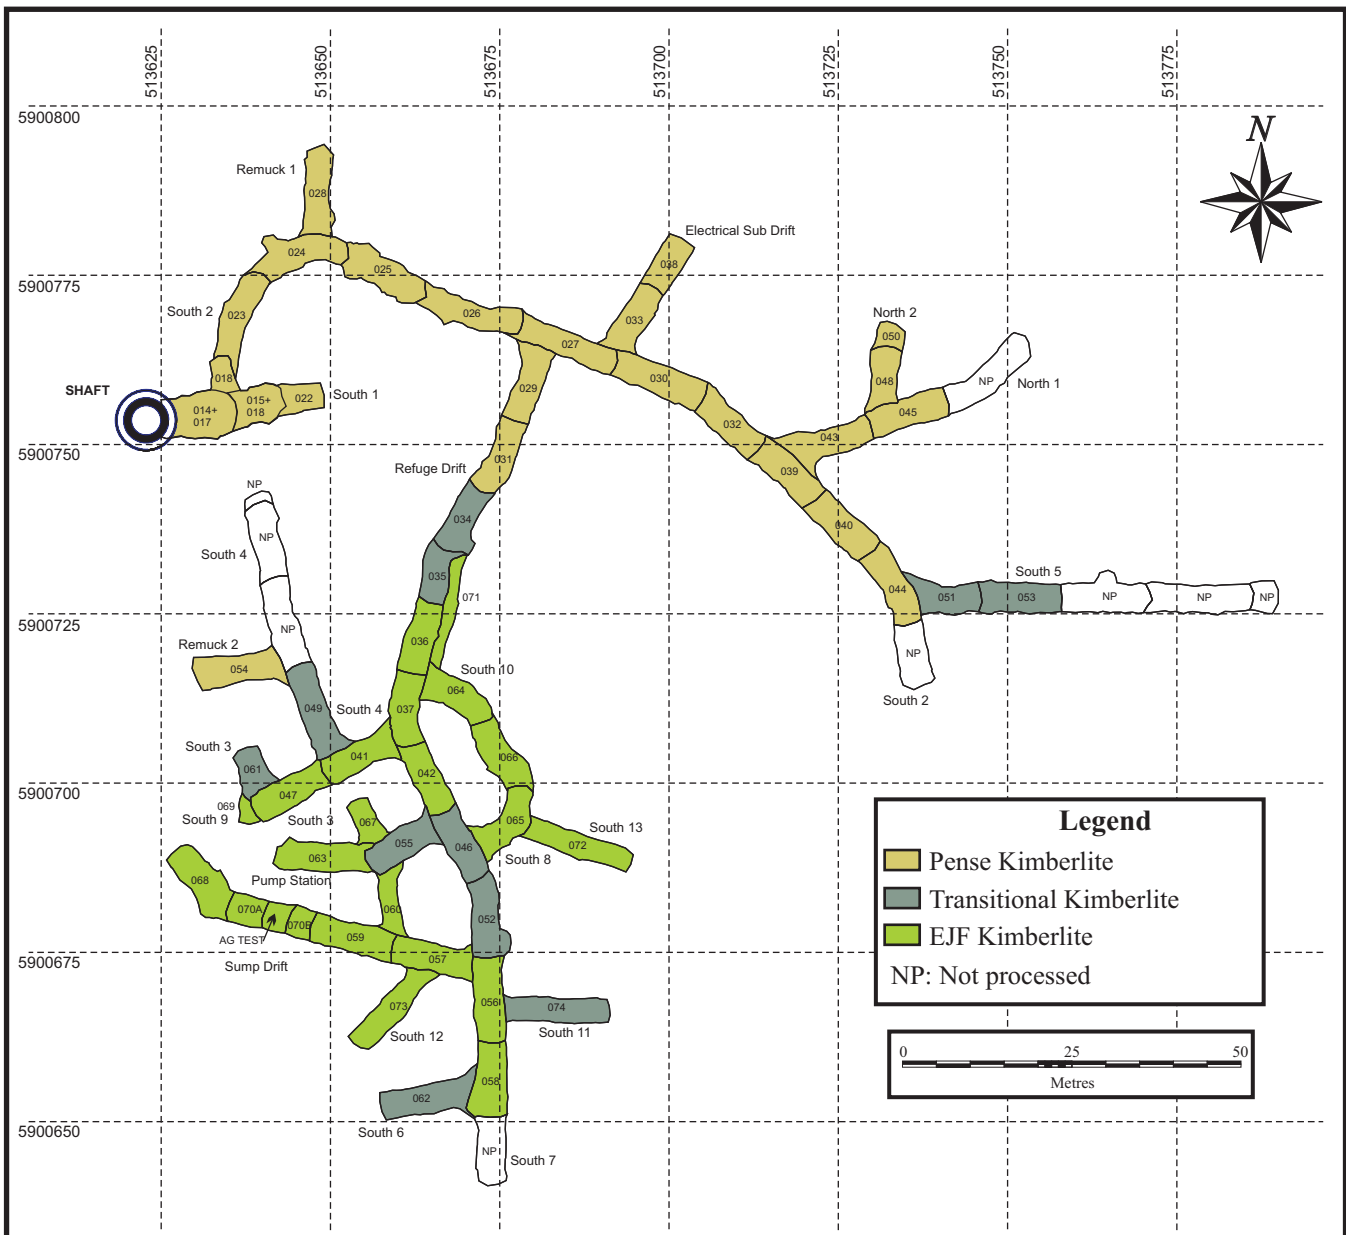 513625
513650
513675
513700
513725
513750
513775
5900800
N
Remuck 1
028
Electrical Sub Drift
024
025
038
5900775
South 2
023
026
033
North 2
027
050
018
029
030
048
NP
North 1
SHAFT
014+
017
015+
018
022
South 1
045
032
043
5900750
031
Refuge Drift
039
NP
034
040
NP
South 4
035
South 5
071
044
051
053
NP
NP
NP
5900725
NP
036
Remuck 2
054
NP
South 10
064
South 2
049
South 4
037
South 3
041
066
061
042
5900700
047
069
South 9
South 3
067
065
South 13
055
046
072
063
South 8
Pump Station
068
070A
060
052
070B
059
AG TEST
Sump Drift
057
5900675
073
056
074
South 12
South 11
058
062
5900650
South 6
NP
South 7
Legend
Pense Kimberlite
Transitional Kimberlite
EJF Kimberlite
NP: Not processed
0
25
50
Metres